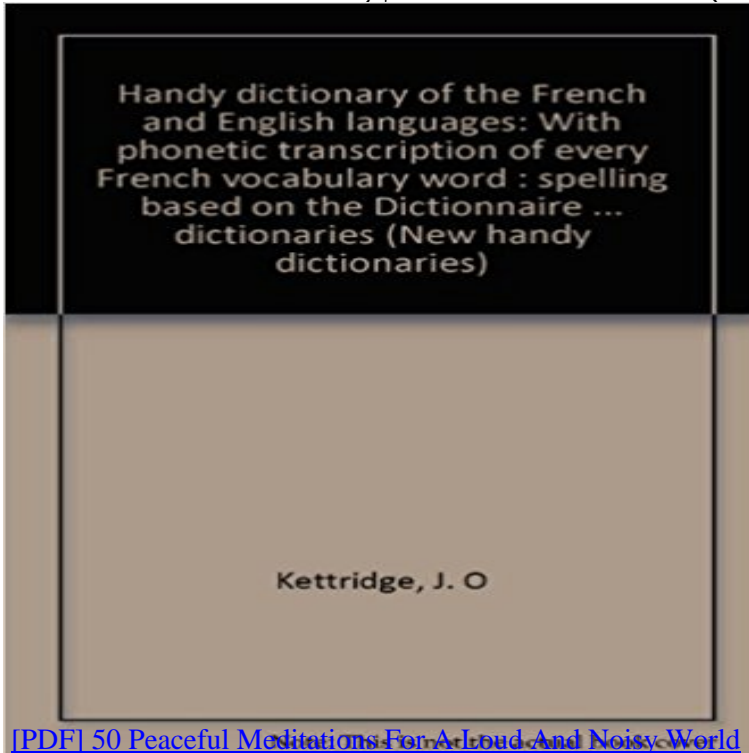 Handy dictionary of the French
and English languages: With
phonetic transcription of every
French vocabulary word : spelling
based on the Dictionnaire ...
dictionaries (New handy
dictionaries)
Kettridge, J. O
[PDF] 50 Peaceful Meditations For A Loud And Noisy World